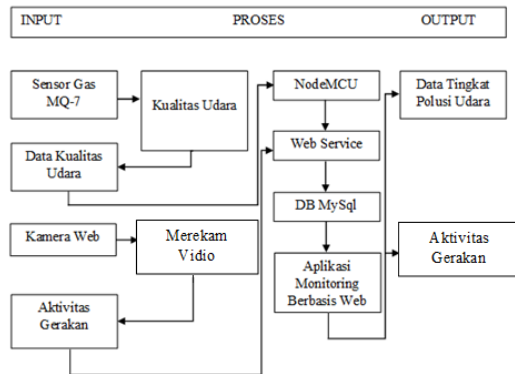 INPUT PROSES OUTPUT
Sensor Gas
MQ-7
Kualitas Udara
NodeMCU
Data Tingkat
Polusi Udara
Data Kualitas
Udara
Web Service
DB MySql
Kamera Web
Merekam
Vidio
Aplikasi
Monitoring
Berbasis Web
Aktivitas
Gerakan
Aktivitas
Gerakan